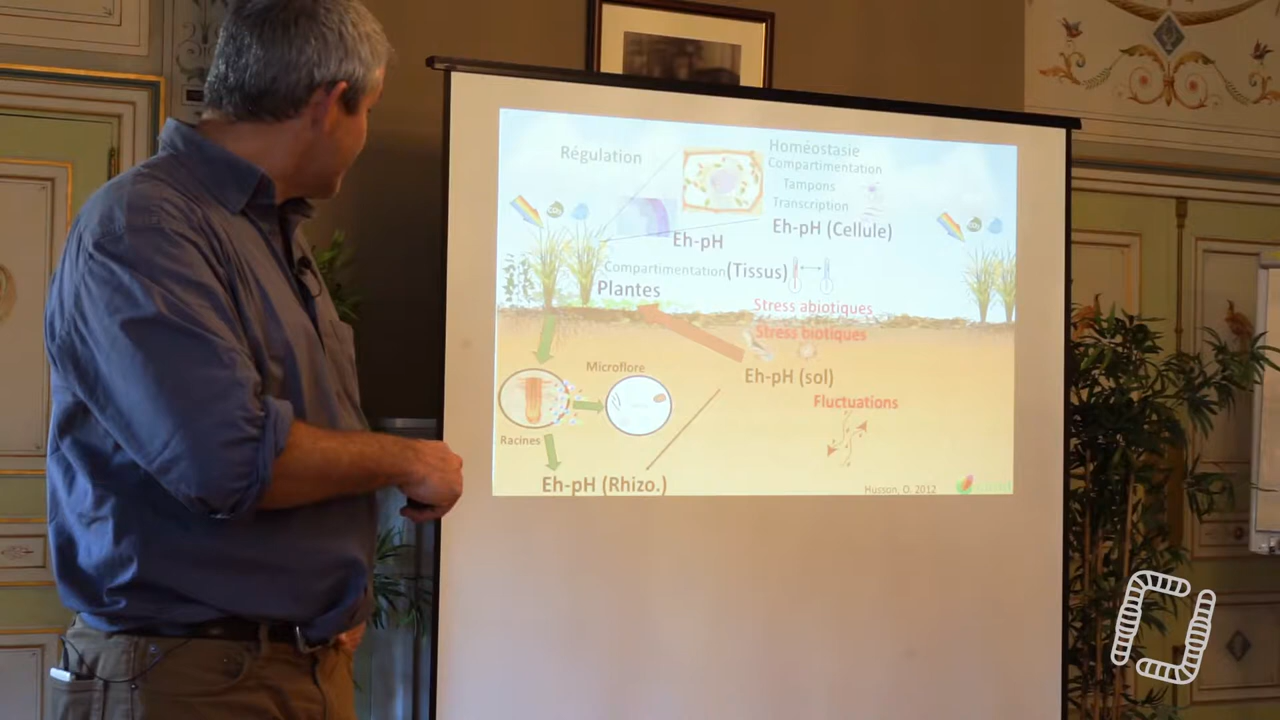 Régulation
Homéostasie
Compartimentation
Tampons
Transcription
Eh-pH (Cellule)
Eh-pH
Compartimentation(Tissus)
Plantes
Stress abiotiques
Stress biotiques
Eh-pH (sol)
Fluctuations
Microflore
Racines
Eh-pH (Rhizo.)
Husson, O. 2012